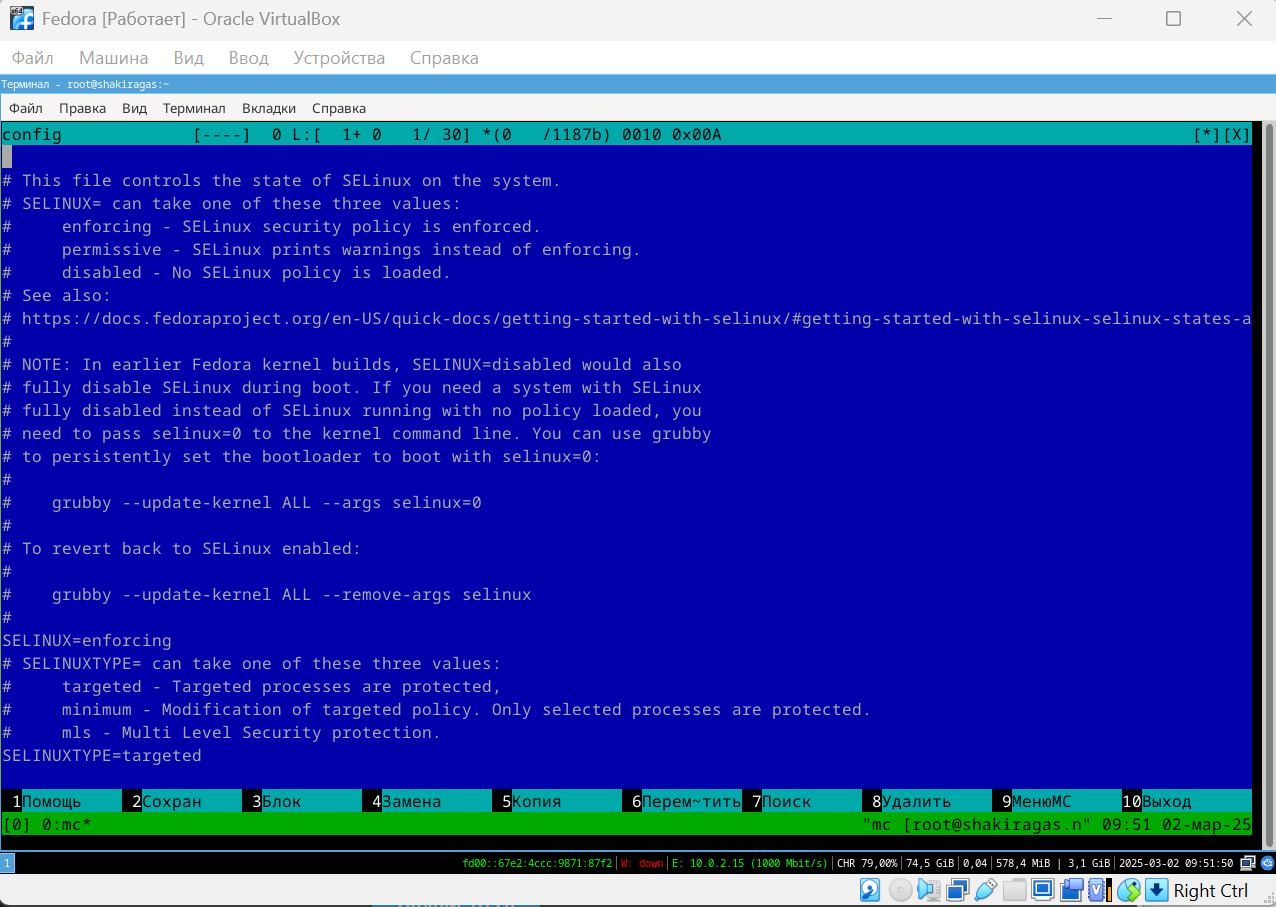 Fedora [Работает] - Oracle VirtualBox
Файл Машина Вид Ввод Устройства Справка
Терминал - root@shakiragas:~
Файл Правка Вид Терминал Вкладки Справка
config [----] 0 L:[ 1+ 0 1/ 30] *(0 /1187b) 0010 0x00A [*][X]
# This file controls the state of SELinux on the system.
# SELINUX= can take one of these three values:
# enforcing - SELinux security policy is enforced.
# permissive - SELinux prints warnings instead of enforcing.
# disabled - No SELinux policy is loaded.
# See also:
# https://docs.fedoraproject.org/en-US/quick-docs/getting-started-with-selinux/#getting-started-with-selinux-selinux-states-a
#
# NOTE: In earlier Fedora kernel builds, SELINUX=disabled would also
# fully disable SELinux during boot. If you need a system with SELinux
# fully disabled instead of SELinux running with no policy loaded, you
# need to pass selinux=0 to the kernel command line. You can use grubby
# to persistently set the bootloader to boot with selinux=0:
#
# grubby --update-kernel ALL --args selinux=0
#
# To revert back to SELinux enabled:
#
# grubby --update-kernel ALL --remove-args selinux
#
SELINUX=enforcing
# SELINUXTYPE= can take one of these three values:
# targeted - Targeted processes are protected,
# minimum - Modification of targeted policy. Only selected processes are protected.
# mls - Multi Level Security protection.
SELINUXTYPE=targeted
1Помощь 2Сохран 3Блок 4Замена 5Копия 6Перем~тить 7Поиск 8Удалить 9МенюMC 10Выход
[0] 0:mc* "mc [root@shakiragas.n" 09:51 02-мар-25
1 fd00::67e2:4ccc:9871:87f2 W: down E: 10.0.2.15 (1000 Mbit/s) CHR 79,00% 74,5 GiB 0,04 578,4 MiB | 3,1 GiB 2025-03-02 09:51:50
Right Ctrl